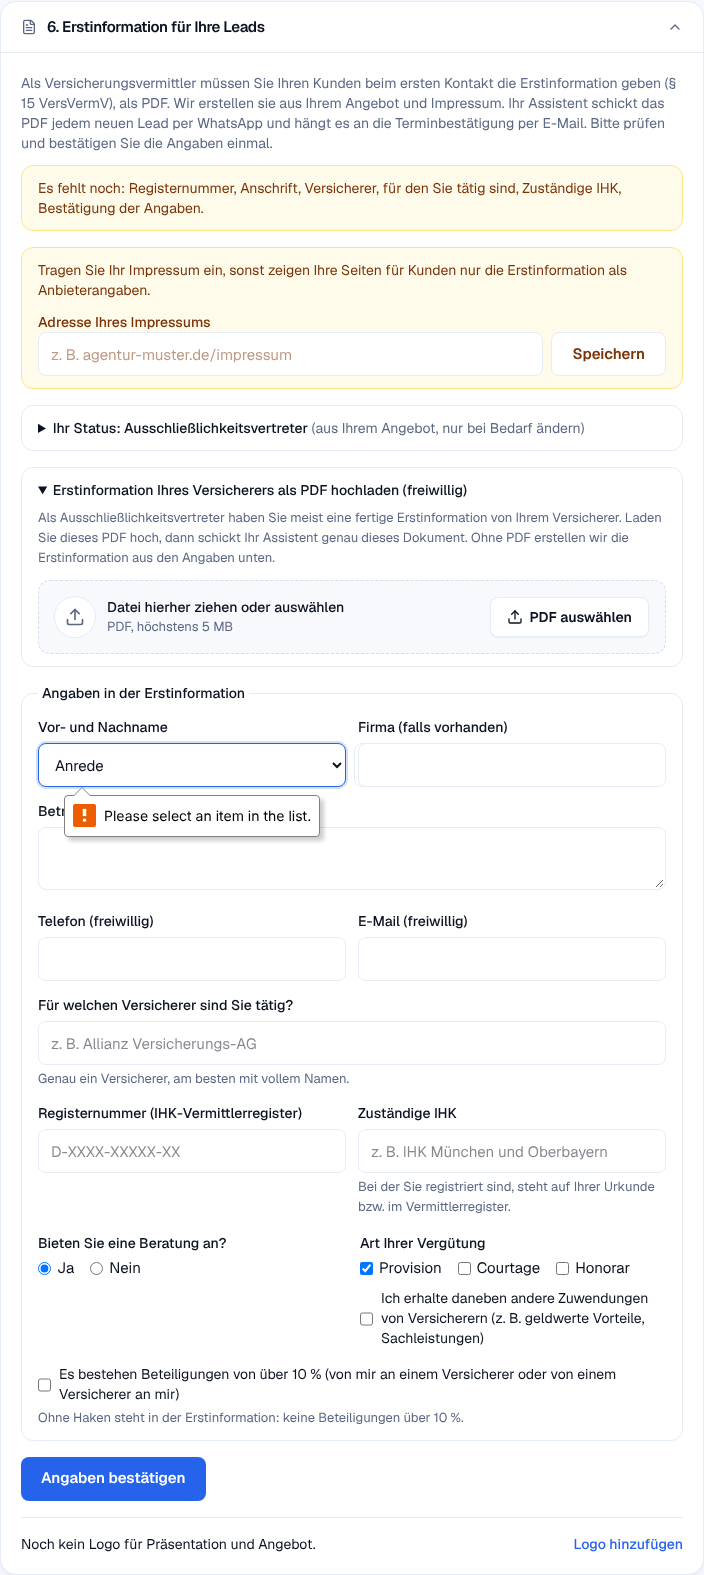 6. Erstinformation für Ihre Leads
Als Versicherungsvermittler müssen Sie Ihren Kunden beim ersten Kontakt die Erstinformation geben (§
15 VersVermV), als PDF. Wir erstellen sie aus Ihrem Angebot und Impressum. Ihr Assistent schickt das
PDF jedem neuen Lead per WhatsApp und hängt es an die Terminbestätigung per E-Mail. Bitte prüfen
und bestätigen Sie die Angaben einmal.
Es fehlt noch: Registernummer, Anschrift, Versicherer, für den Sie tätig sind, Zuständige IHK,
Bestätigung der Angaben.
Tragen Sie Ihr Impressum ein, sonst zeigen Ihre Seiten für Kunden nur die Erstinformation als
Anbieterangaben.
Adresse Ihres Impressums
z. B. agentur-muster.de/impressum
Speichern
Ihr Status: Ausschließlichkeitsvertreter (aus Ihrem Angebot, nur bei Bedarf ändern)
Erstinformation Ihres Versicherers als PDF hochladen (freiwillig)
Als Ausschließlichkeitsvertreter haben Sie meist eine fertige Erstinformation von Ihrem Versicherer. Laden
Sie dieses PDF hoch, dann schickt Ihr Assistent genau dieses Dokument. Ohne PDF erstellen wir die
Erstinformation aus den Angaben unten.
Datei hierher ziehen oder auswählen
PDF, höchstens 5 MB
PDF auswählen
Angaben in der Erstinformation
Vor- und Nachname
Firma (falls vorhanden)
Anrede
Please select an item in the list.
Telefon (freiwillig)
E-Mail (freiwillig)
Für welchen Versicherer sind Sie tätig?
z. B. Allianz Versicherungs-AG
Genau ein Versicherer, am besten mit vollem Namen.
Registernummer (IHK-Vermittlerregister)
Zuständige IHK
D-XXXX-XXXXX-XX
z. B. IHK München und Oberbayern
Bei der Sie registriert sind, steht auf Ihrer Urkunde
bzw. im Vermittlerregister.
Bieten Sie eine Beratung an?
Art Ihrer Vergütung
Ja Nein
Provision Courtage Honorar
Ich erhalte daneben andere Zuwendungen
von Versicherern (z. B. geldwerte Vorteile,
Sachleistungen)
Es bestehen Beteiligungen von über 10 % (von mir an einem Versicherer oder von einem
Versicherer an mir)
Ohne Haken steht in der Erstinformation: keine Beteiligungen über 10 %.
Angaben bestätigen
Noch kein Logo für Präsentation und Angebot.
Logo hinzufügen